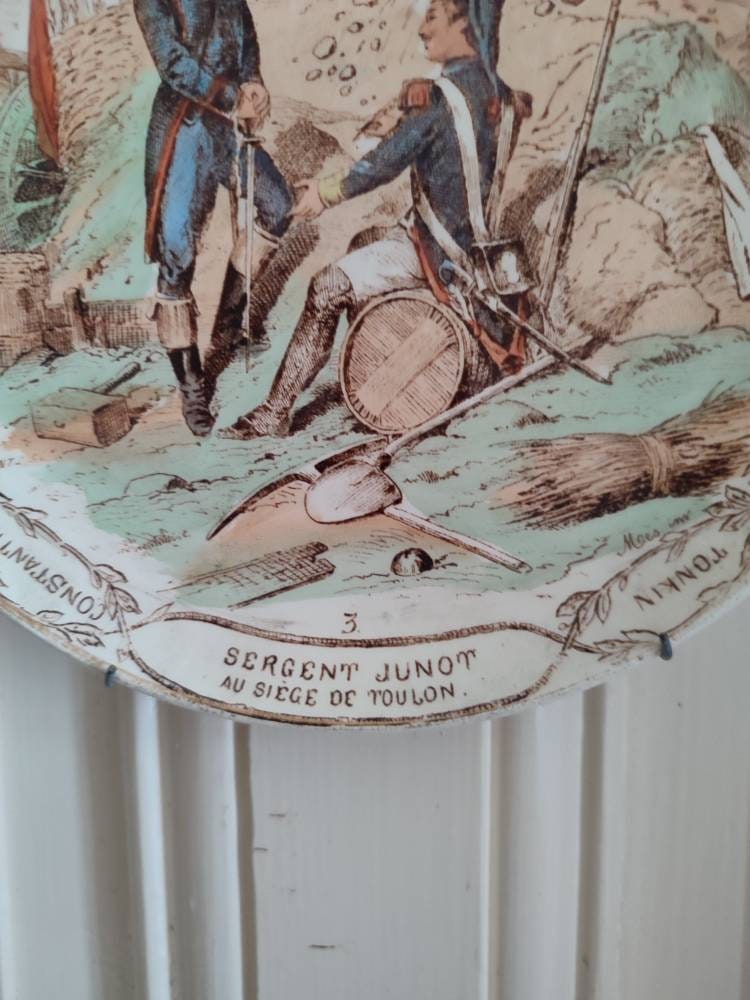 3.
SERGENT JUNOT
AU SIÈGE DE TOULON.
TONKIN